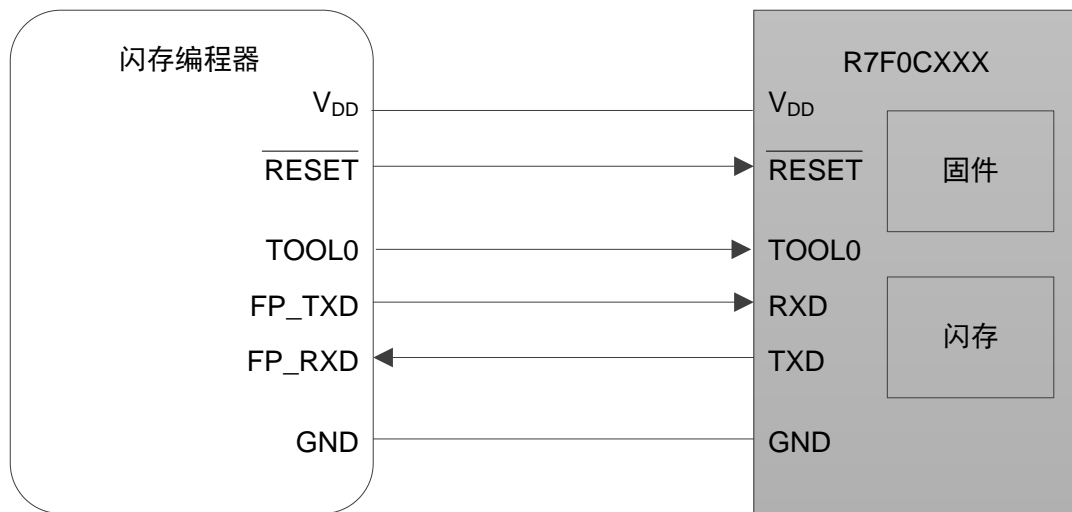 闪存编程器
V_DD
RESET
TOOL0
FP_TXD
FP_RXD
GND
R7F0CXXX
V_DD
RESET
TOOL0
RXD
TXD
GND
固件
闪存